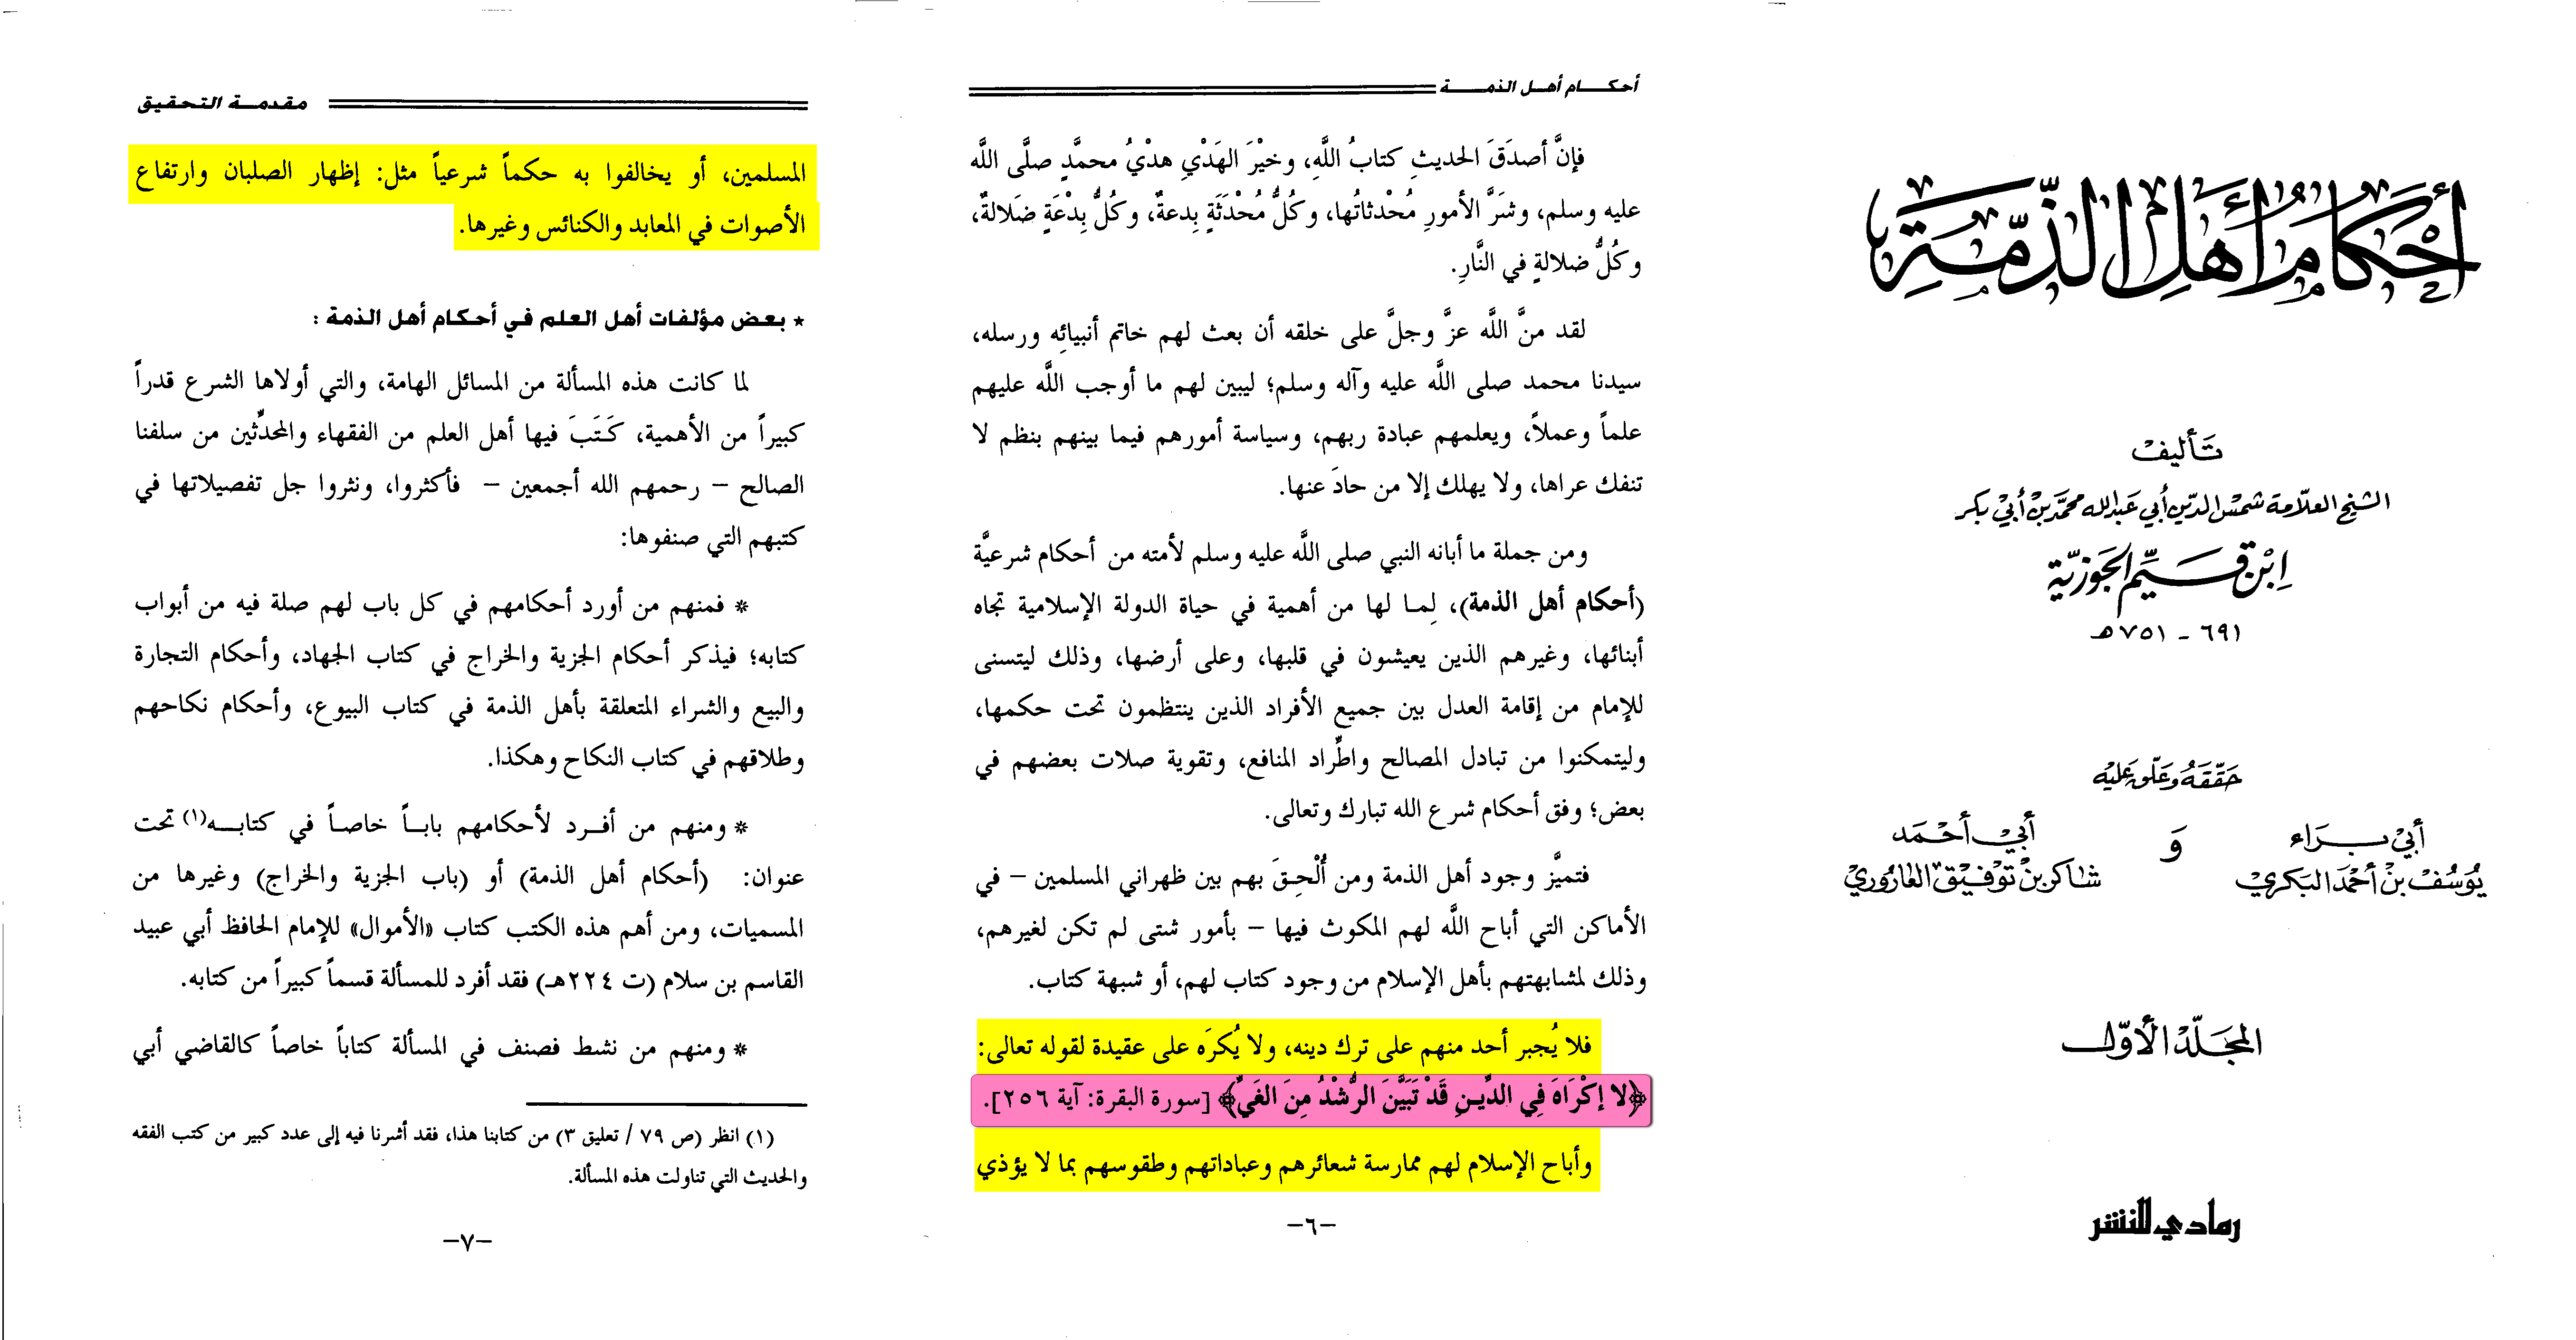 أحكام أهل الذمة
تأليف
الشيخ العلامة شمس الدين أبي عبد الله محمد بن أبي بكر
ابن قيم الجوزية
٦٩١ - ٧٥١ هـ
حققه وعلق عليه
أبي براء
يوسف بن أحمد البكري
و
أبي أحمد
شاكر بن توفيق العاروري
المجلد الأول
رمادي للنشر
أحكــــام أهـل الذمـــــة
فإنَّ أصدَقَ الحديثِ كتابُ اللَّهِ، وخيْرَ الهَدْيِ هدْيُ محمَّدٍ صلَّى اللَّه
عليه وسلم، وشَرَّ الأمورِ مُحْدثاتُها، وكُلُّ مُحْدَثَةٍ بِدعةٌ، وكُلُّ بِدْعَةٍ ضَلالةٌ،
وكُلُّ ضلالةٍ في النَّارِ.
لقد منَّ اللَّه عزَّ وجلَّ على خلقه أن بعث لهم خاتم أنبيائِه ورسله،
سيدنا محمد صلى اللَّه عليه وآله وسلم؛ ليبين لهم ما أوجب اللَّه عليهم
علماً وعملاً، ويعلمهم عبادة ربهم، وسياسة أمورهم فيما بينهم بنظم لا
تنفك عراها، ولا يهلك إلا من حادَ عنها.
ومن جملة ما أبانه النبي صلى اللَّه عليه وسلم لأمته من أحكام شرعيَّة
(أحكام أهل الذمة)، لِمـا لها من أهمية في حياة الدولة الإسلامية تجاه
أبنائها، وغيرهم الذين يعيشون في قلبها، وعلى أرضها، وذلك ليتسنى
للإمام من إقامة العدل بين جميع الأفراد الذين ينتظمون تحت حكمها،
وليتمكنوا من تبادل المصالح واطِّراد المنافع، وتقوية صلات بعضهم في
بعض؛ وفق أحكام شرع الله تبارك وتعالى.
فتميَّز وجود أهل الذمة ومن أُلْحِـقَ بهم بين ظهراني المسلمين – في
الأماكن التي أباح اللَّه لهم المكوث فيها – بأمور شتى لم تكن لغيرهم،
وذلك لمشابهتهم بأهل الإسلام من وجود كتاب لهم، أو شبهة كتاب.
فلا يُجبر أحد منهم على ترك دينه، ولا يُكرَه على عقيدة لقوله تعالى:
﴿لا إكْرَاهَ فِي الدِّيـنِ قَدْ تَبَيَّنَ الرُّشْدُ مِنَ الغَيِّ﴾ [سورة البقرة: آية ٢٥٦].
وأباح الإسلام لهم ممارسة شعائرهم وعباداتهم وطقوسهم بما لا يؤذي
–٦–
مقدمـــة التحقيق
المسلمين، أو يخالفوا به حكماً شرعياً مثل: إظهار الصلبان وارتفاع
الأصوات في المعابد والكنائس وغيرها.
* بعض مؤلفات أهل العلم في أحكام أهل الذمة :
لما كانت هذه المسألة من المسائل الهامة، والتي أولاها الشرع قدراً
كبيراً من الأهمية، كَتَبَ فيها أهل العلم من الفقهاء والمحدِّثين من سلفنا
الصالح – رحمهم الله أجمعين – فأكثروا، ونثروا جل تفصيلاتها في
كتبهم التي صنفوها:
* فمنهم من أورد أحكامهم في كل باب لهم صلة فيه من أبواب
كتابه؛ فيذكر أحكام الجزية والخراج في كتاب الجهاد، وأحكام التجارة
والبيع والشراء المتعلقة بأهل الذمة في كتاب البيوع، وأحكام نكاحهم
وطلاقهم في كتاب النكاح وهكذا.
* ومنهم من أفـرد لأحكامهم بابـاً خاصـاً في كتابـــه(١) تحت
عنوان: (أحكام أهل الذمة) أو (باب الجزية والخراج) وغيرها من
المسميات، ومن أهم هذه الكتب كتاب «الأموال» للإمام الحافظ أبي عبيد
القاسم بن سلام (ت ٢٢٤هـ) فقد أفرد للمسألة قسماً كبيراً من كتابه.
* ومنهم من نشط فصنف في المسألة كتاباً خاصاً كالقاضي أبي
(١) انظر (ص ٧٩ / تعليق ٣) من كتابنا هذا، فقد أشرنا فيه إلى عدد كبير من كتب الفقه
والحديث التي تناولت هذه المسألة.
–٧–